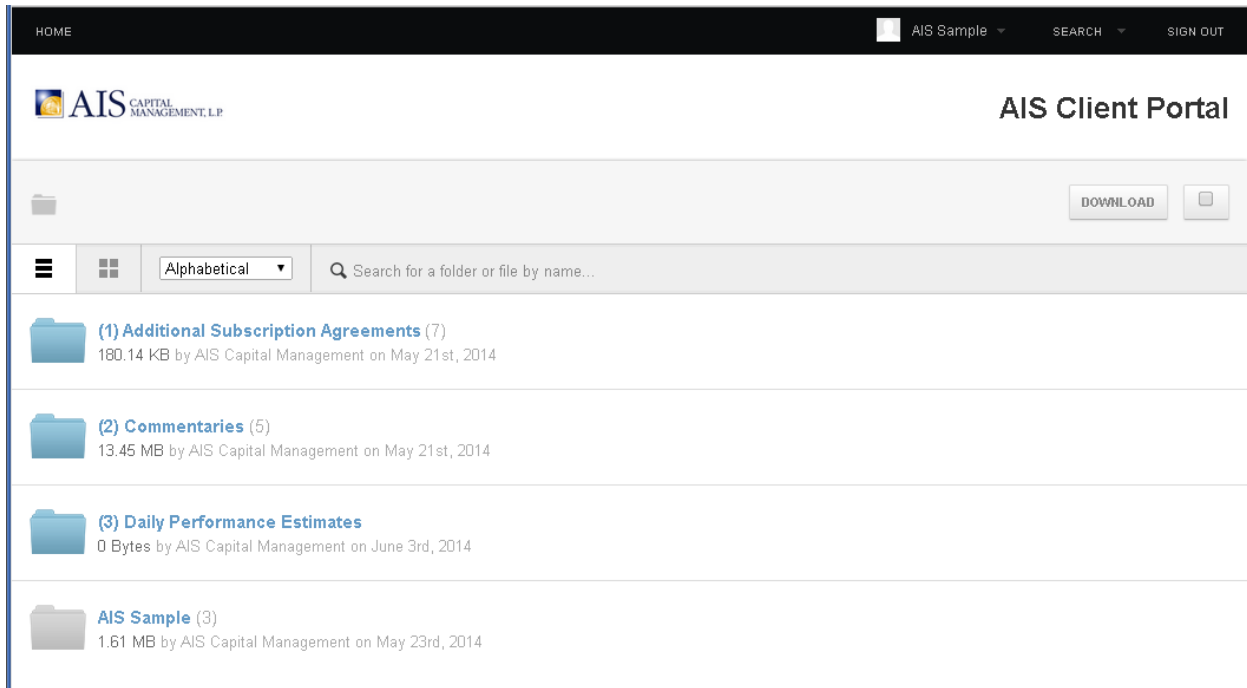 HOME
AIS Sample
SEARCH
SIGN OUT
AIS CAPITAL
MANAGEMENT, L.P.
AIS Client Portal
DOWNLOAD
Alphabetical
Search for a folder or file by name...
(1) Additional Subscription Agreements (7)
180.14 KB by AIS Capital Management on May 21st, 2014
(2) Commentaries (5)
13.45 MB by AIS Capital Management on May 21st, 2014
(3) Daily Performance Estimates
0 Bytes by AIS Capital Management on June 3rd, 2014
AIS Sample (3)
1.61 MB by AIS Capital Management on May 23rd, 2014